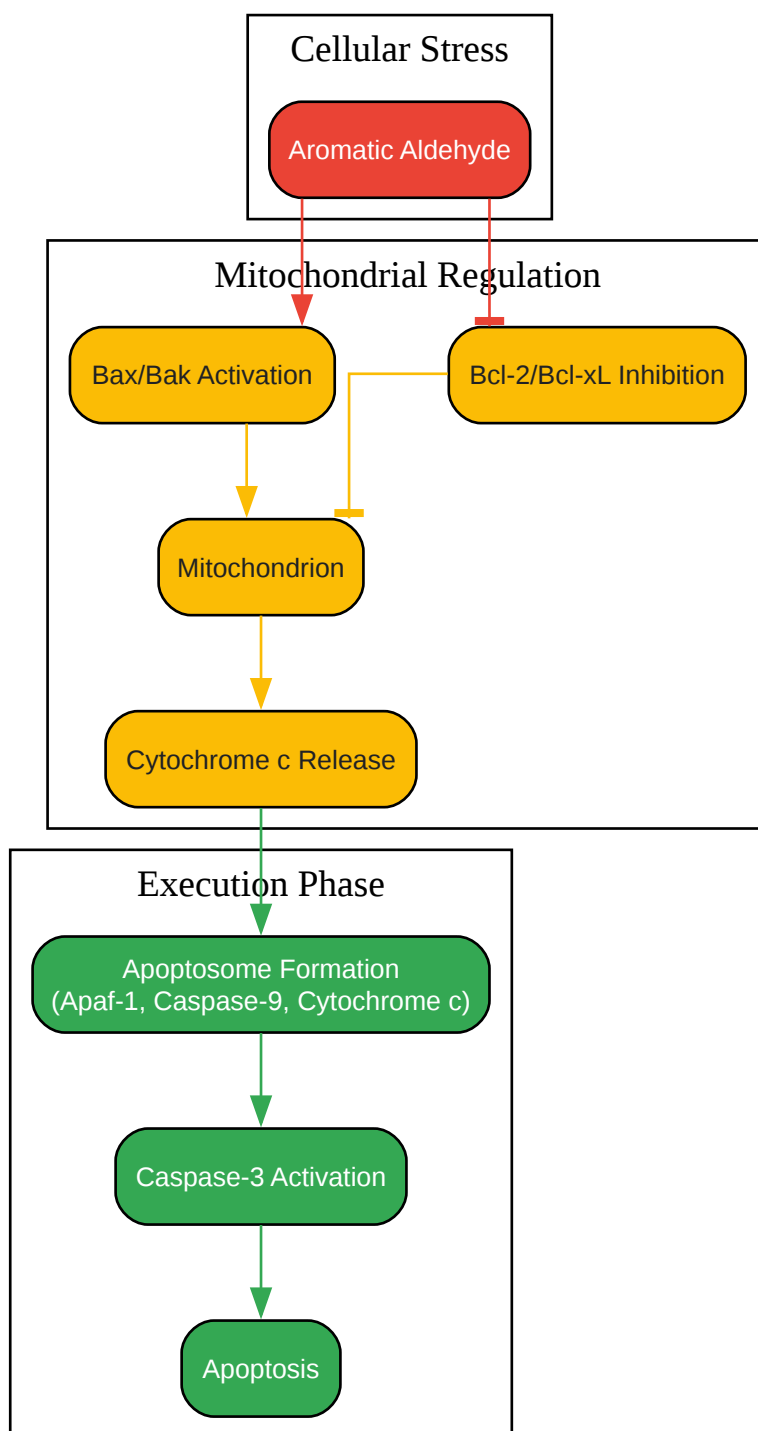 Cellular Stress
Aromatic Aldehyde
Mitochondrial Regulation
Bax/Bak Activation
Bcl-2/Bcl-xL Inhibition
Mitochondrion
Cytochrome c Release
Execution Phase
Apoptosome Formation
(Apaf-1, Caspase-9, Cytochrome c)
Caspase-3 Activation
Apoptosis